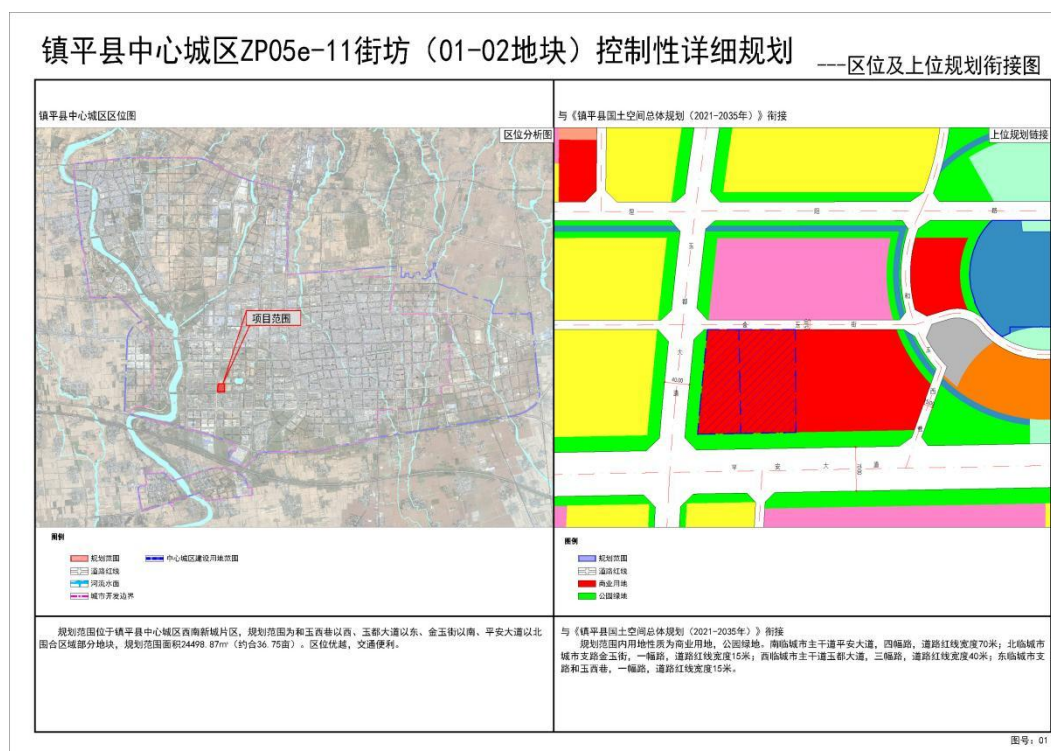 镇平县中心城区ZP05e-11街坊（01-02地块）控制性详细规划
---区位及上位规划衔接图
镇平县中心城区区位图
区位分析图
项目范围
图例
规划范围
中心城区建设用地范围
道路红线
河流水面
城市开发边界
规划范围位于镇平县中心城区西南新城片区，规划范围为和玉西巷以西、玉都大道以东、金玉街以南、平安大道以北
围合区域部分地块，规划范围面积24498.87㎡（约合36.75亩）。区位优越，交通便利。
与《镇平县国土空间总体规划（2021-2035年）》衔接
上位规划链接
路
玉
都
大
道
40.00
金
玉
街
和
玉
西
巷
平
安
大
道
图例
规划范围
道路红线
商业用地
公园绿地
与《镇平县国土空间总体规划（2021-2035年）》衔接
规划范围内用地性质为商业用地，公园绿地。南临城市主干道平安大道，四幅路，道路红线宽度70米；北临城市
城市支路金玉街，一幅路，道路红线宽度15米；西临城市主干道玉都大道，三幅路，道路红线宽度40米；东临城市支
路和玉西巷，一幅路，道路红线宽度15米。
图号：01